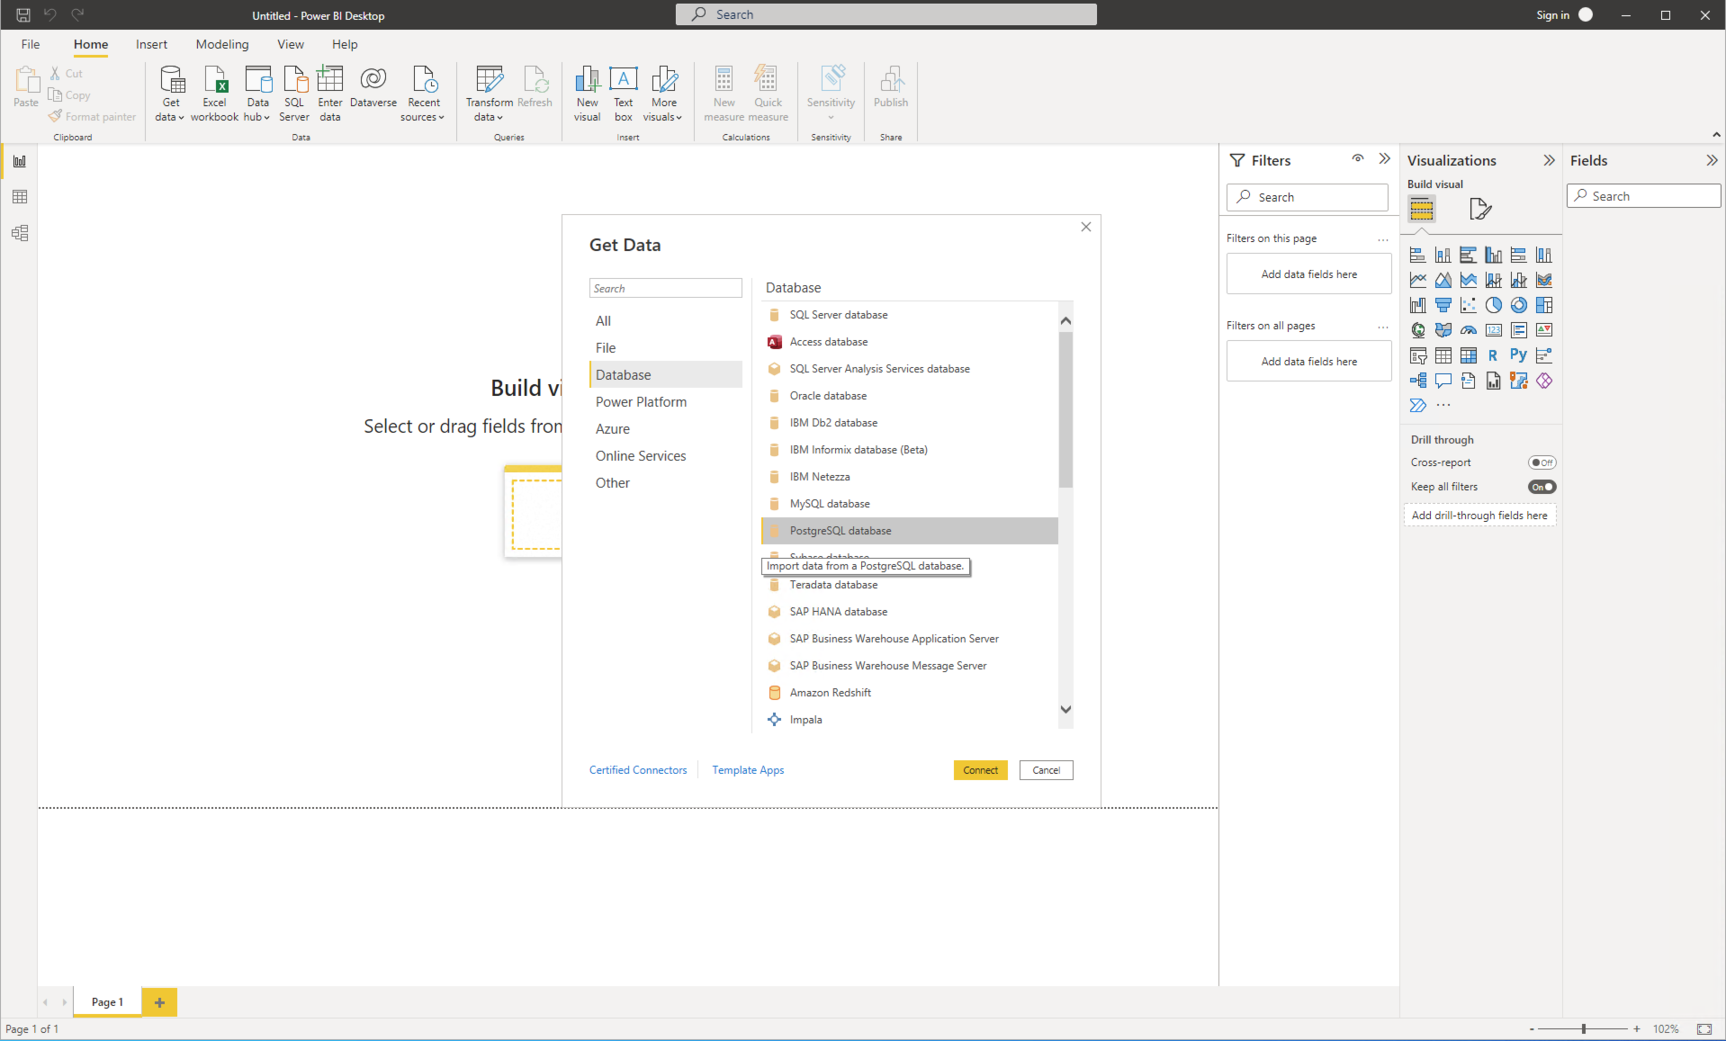 Untitled - Power BI Desktop
Search
Sign in
File
Home
Insert
Modeling
View
Help
Paste
Cut
Copy
Format painter
Clipboard
Get data
Excel workbook
Data hub
SQL Server
Enter data
Dataverse
Recent sources
Data
Transform data
Refresh
Queries
New visual
Text box
More visuals
Insert
New measure
Quick measure
Calculations
Sensitivity
Sensitivity
Publish
Share
Build vi
Select or drag fields from
Get Data
Search
All
File
Database
Power Platform
Azure
Online Services
Other
Database
SQL Server database
Access database
SQL Server Analysis Services database
Oracle database
IBM Db2 database
IBM Informix database (Beta)
IBM Netezza
MySQL database
PostgreSQL database
Sybase database
Import data from a PostgreSQL database.
Teradata database
SAP HANA database
SAP Business Warehouse Application Server
SAP Business Warehouse Message Server
Amazon Redshift
Impala
Certified Connectors
Template Apps
Connect
Cancel
Filters
Search
Filters on this page
...
Add data fields here
Filters on all pages
...
Add data fields here
Visualizations
Build visual
123
R
Py
...
Drill through
Cross-report
Off
Keep all filters
On
Add drill-through fields here
Fields
Search
Page 1
+
Page 1 of 1
- + 102%